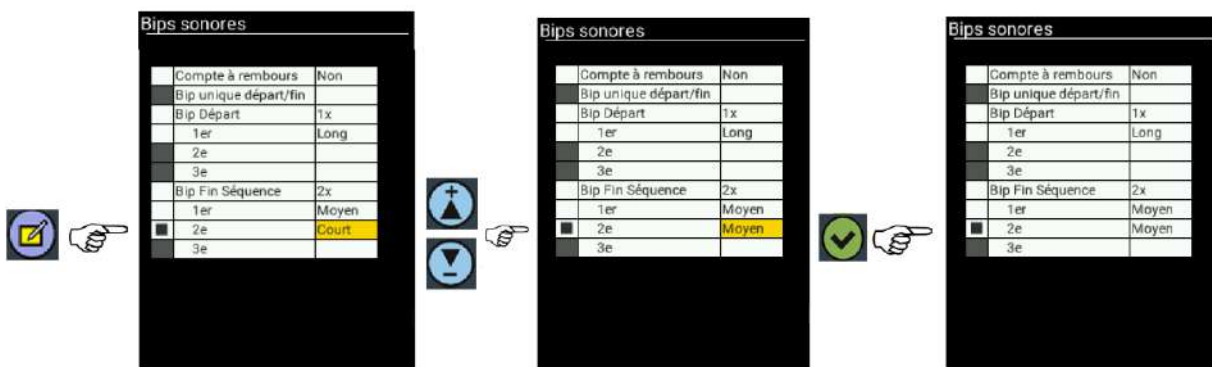 Bips sonores
Compte à rembours Non
Bip unique départ/fin
Bip Départ 1x
1er Long
2e
3e
Bip Fin Séquence 2x
1er Moyen
2e Court
3e
Bips sonores
Compte à rembours Non
Bip unique départ/fin
Bip Départ 1x
1er Long
2e
3e
Bip Fin Séquence 2x
1er Moyen
2e Moyen
3e
Bips sonores
Compte à rembours Non
Bip unique départ/fin
Bip Départ 1x
1er Long
2e
3e
Bip Fin Séquence 2x
1er Moyen
2e Moyen
3e